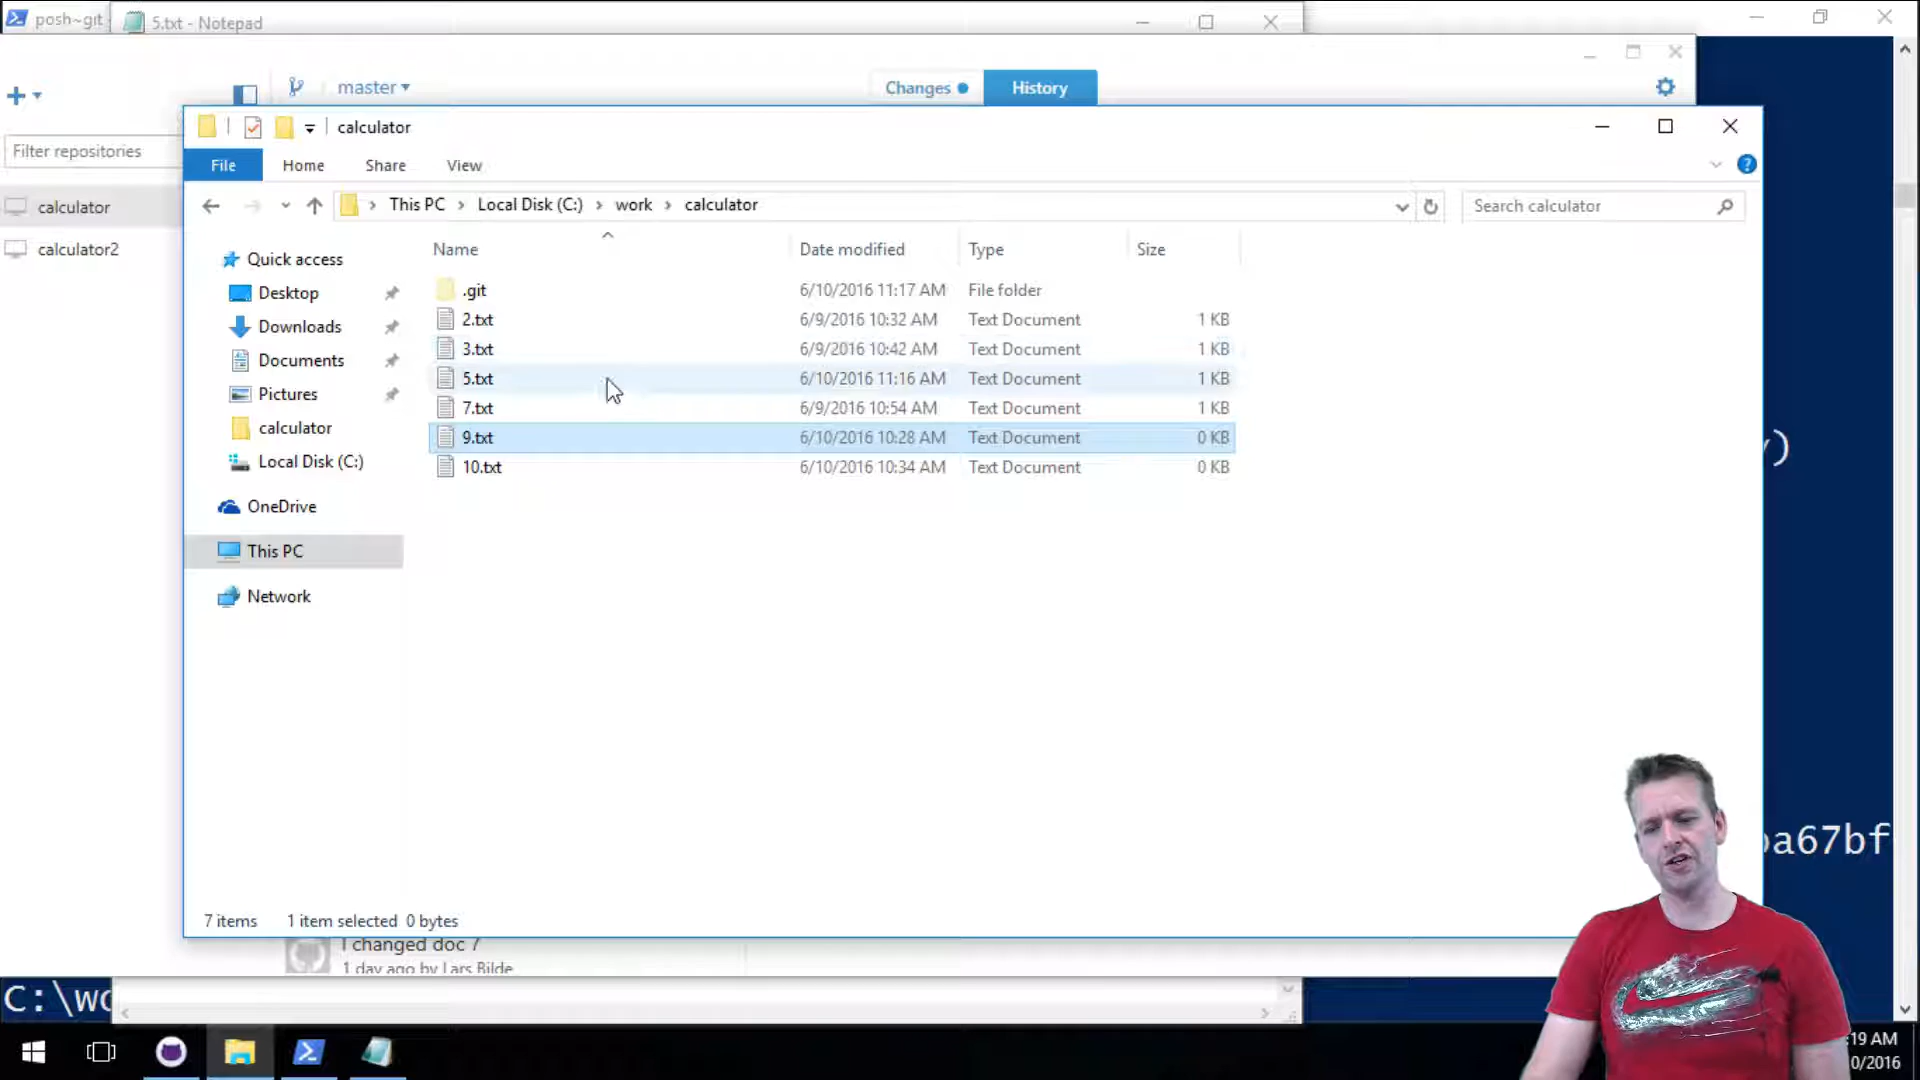 posh~git
5.txt - Notepad
master
Changes
History
Filter repositories
calculator
calculator2
calculator
File
Home
Share
View
This PC
Local Disk (C:)
work
calculator
Search calculator
Name
Date modified
Type
Size
Quick access
Desktop
Downloads
Documents
Pictures
calculator
Local Disk (C:)
OneDrive
This PC
Network
.git 6/10/2016 11:17 AM File folder
2.txt 6/9/2016 10:32 AM Text Document 1 KB
3.txt 6/9/2016 10:42 AM Text Document 1 KB
5.txt 6/10/2016 11:16 AM Text Document 1 KB
7.txt 6/9/2016 10:54 AM Text Document 1 KB
9.txt 6/10/2016 10:28 AM Text Document 0 KB
10.txt 6/10/2016 10:34 AM Text Document 0 KB
)
a67bf
7 items 1 item selected 0 bytes
I changed doc 7
1 day ago by Lars Bilde
C:\wo
:19 AM
0/2016